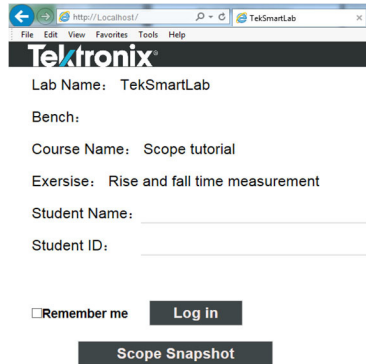 http://Localhost/
TekSmartLab
File Edit View Favorites Tools Help
Tektronix®
Lab Name： TekSmartLab
Bench：
Course Name： Scope tutorial
Exersise： Rise and fall time measurement
Student Name：
Student ID：
Remember me
Log in
Scope Snapshot